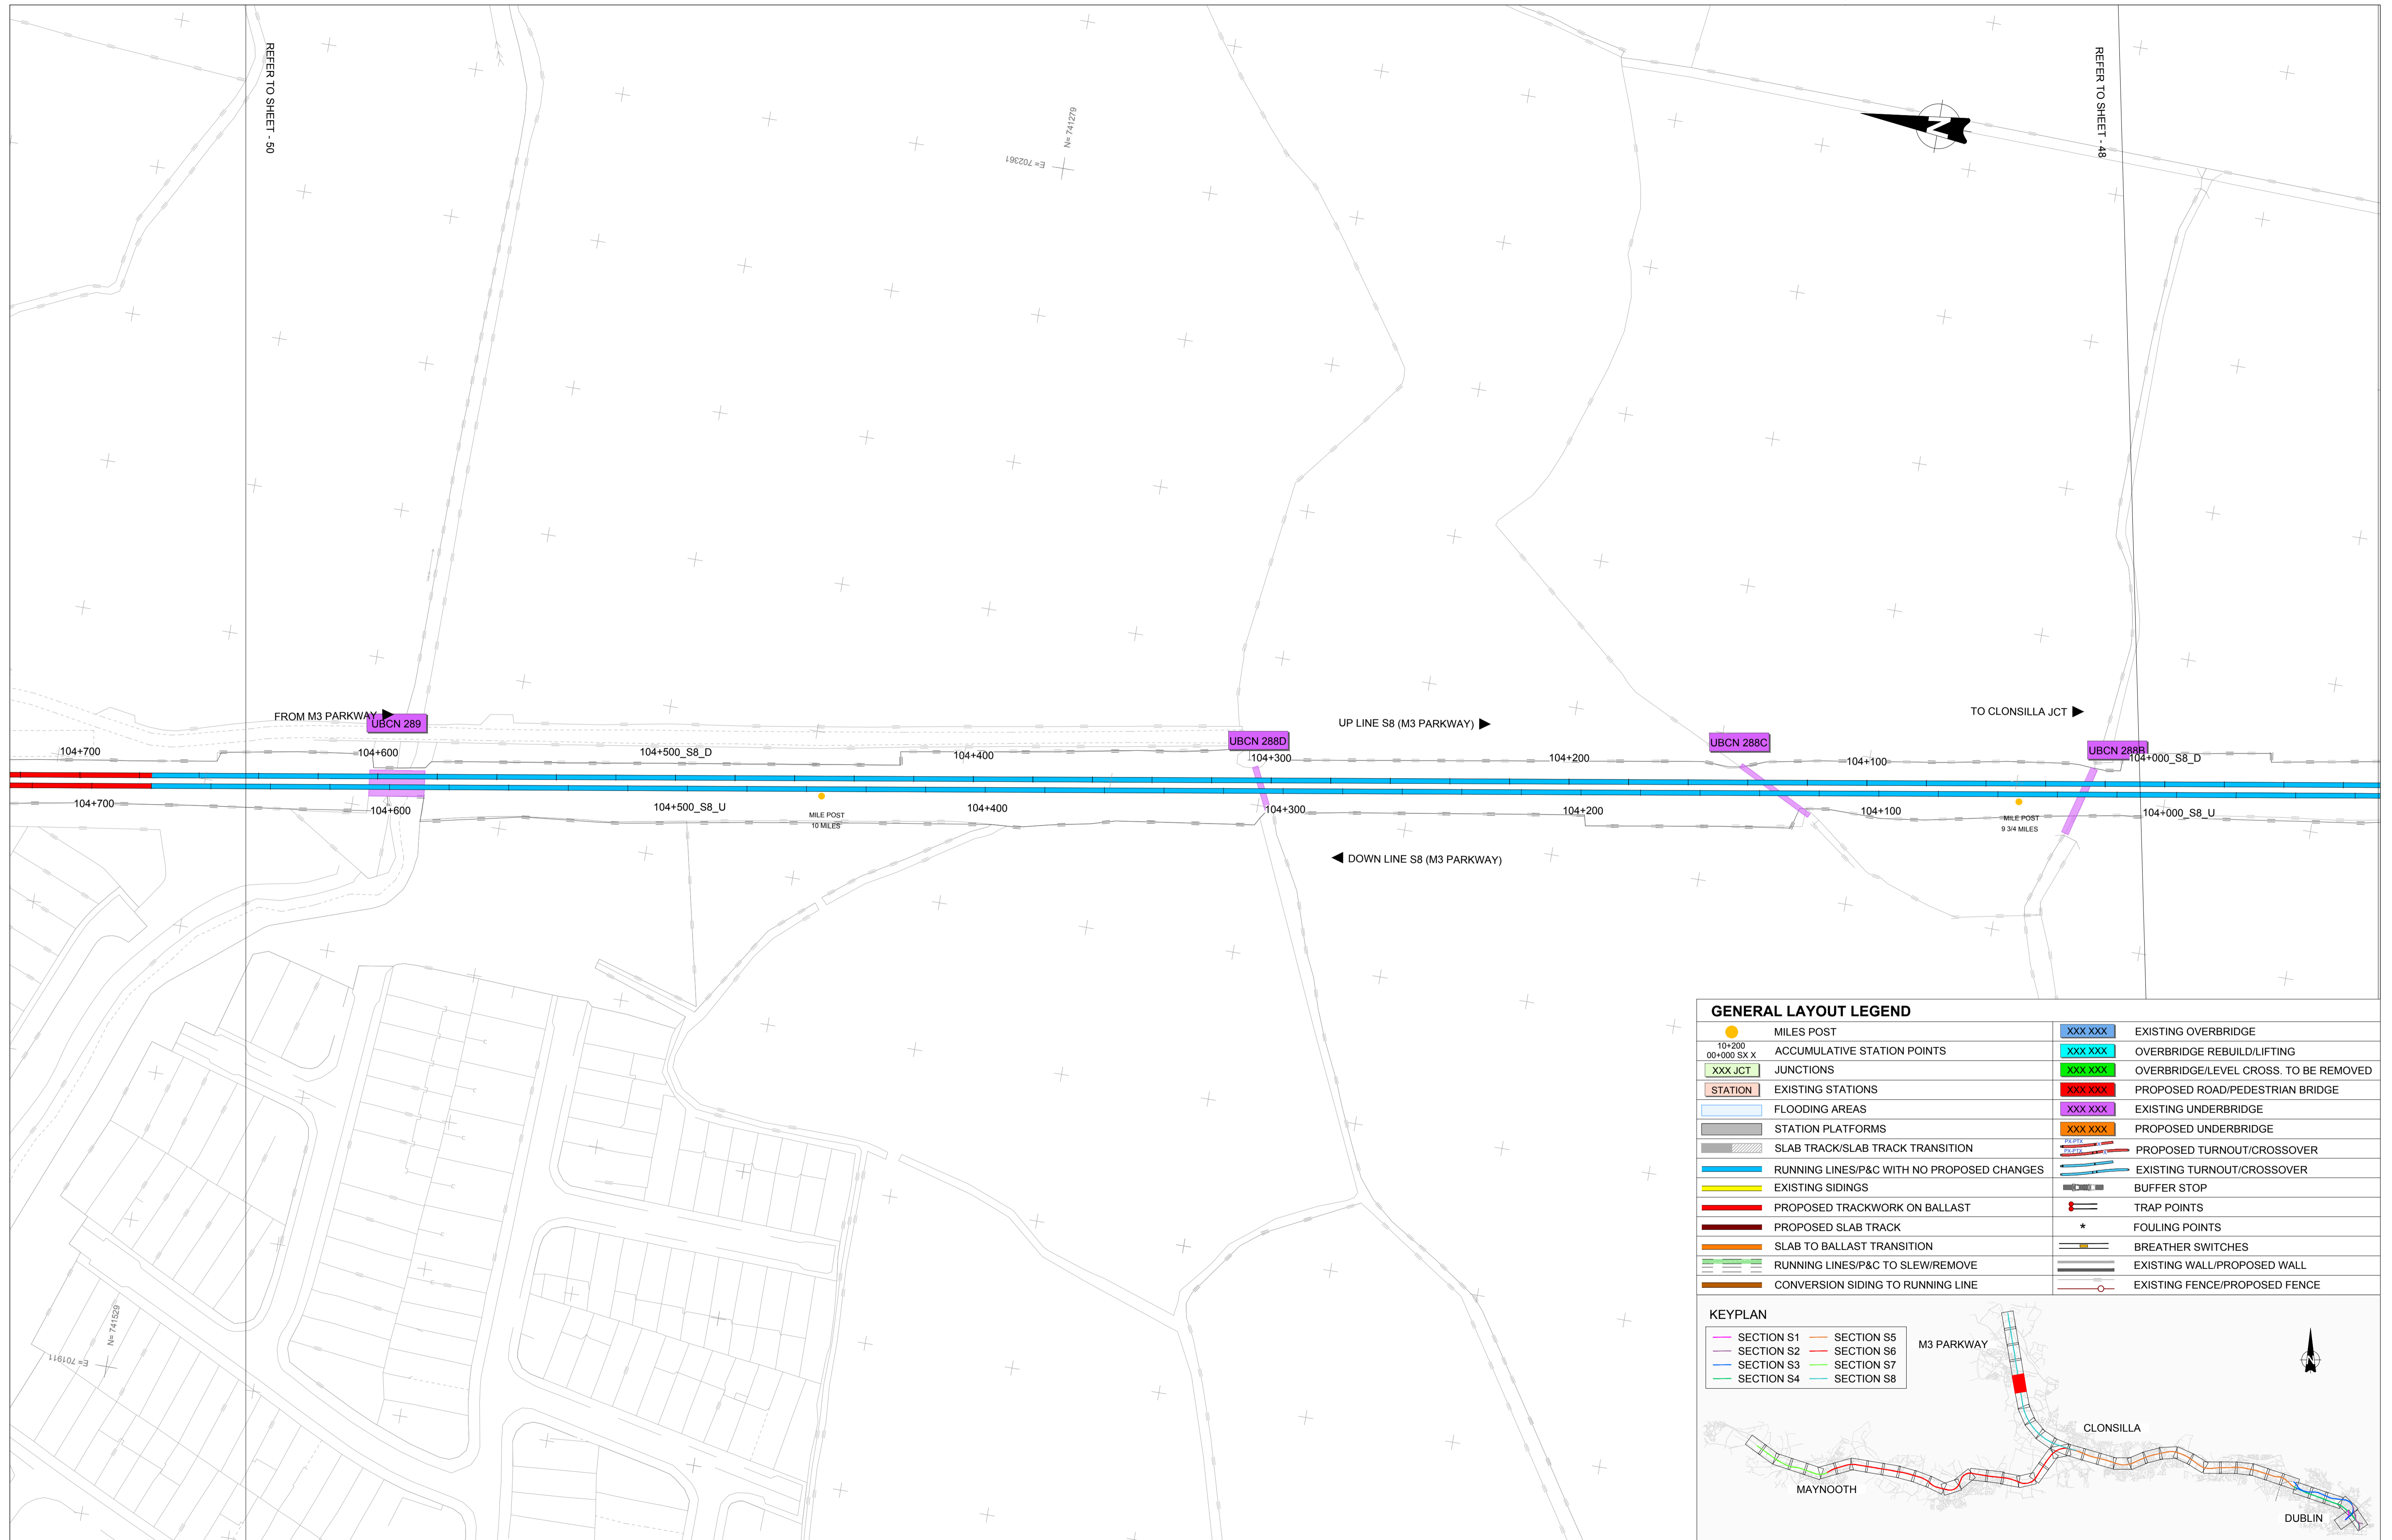 REFER TO SHEET - 50
REFER TO SHEET - 48
N= 741279
E= 702361
N
FROM M3 PARKWAY
UBCN 289
UBCN 288D
UP LINE S8 (M3 PARKWAY)
UBCN 288C
TO CLONSILLA JCT
UBCN 288B
104+700
104+600
104+500_S8_D
104+400
104+300
104+200
104+100
104+000_S8_D
104+700
104+600
104+500_S8_U
104+400
104+300
104+200
104+100
104+000_S8_U
MILE POST
10 MILES
MILE POST
9 3/4 MILES
DOWN LINE S8 (M3 PARKWAY)
N= 741529
E= 701911
GENERAL LAYOUT LEGEND
MILES POST
10+200
00+000 SX X
ACCUMULATIVE STATION POINTS
XXX JCT
JUNCTIONS
STATION
EXISTING STATIONS
FLOODING AREAS
STATION PLATFORMS
SLAB TRACK/SLAB TRACK TRANSITION
RUNNING LINES/P&C WITH NO PROPOSED CHANGES
EXISTING SIDINGS
PROPOSED TRACKWORK ON BALLAST
PROPOSED SLAB TRACK
SLAB TO BALLAST TRANSITION
RUNNING LINES/P&C TO SLEW/REMOVE
CONVERSION SIDING TO RUNNING LINE
XXX XXX
EXISTING OVERBRIDGE
XXX XXX
OVERBRIDGE REBUILD/LIFTING
XXX XXX
OVERBRIDGE/LEVEL CROSS. TO BE REMOVED
XXX XXX
PROPOSED ROAD/PEDESTRIAN BRIDGE
XXX XXX
EXISTING UNDERBRIDGE
XXX XXX
PROPOSED UNDERBRIDGE
PX-PTX
PX-PTX
PROPOSED TURNOUT/CROSSOVER
EXISTING TURNOUT/CROSSOVER
BUFFER STOP
TRAP POINTS
*
FOULING POINTS
BREATHER SWITCHES
EXISTING WALL/PROPOSED WALL
EXISTING FENCE/PROPOSED FENCE
KEYPLAN
SECTION S1
SECTION S2
SECTION S3
SECTION S4
SECTION S5
SECTION S6
SECTION S7
SECTION S8
M3 PARKWAY
N
CLONSILLA
MAYNOOTH
DUBLIN